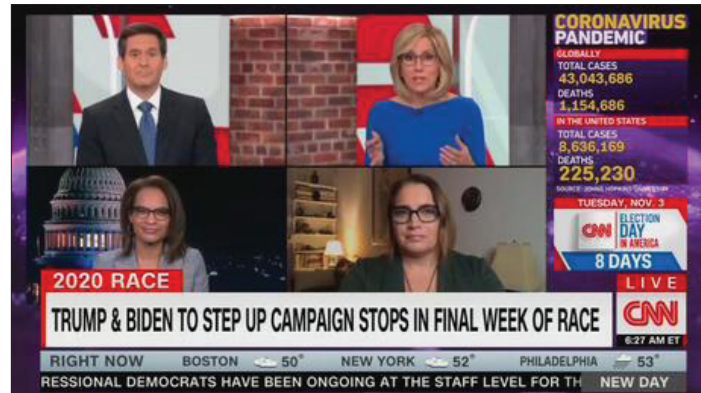 CORONAVIRUS
PANDEMIC
GLOBALLY
TOTAL CASES
43,043,686
DEATHS
1,154,686
IN THE UNITED STATES
TOTAL CASES
8,636,169
DEATHS
225,230
SOURCE: JOHNS HOPKINS
TUESDAY, NOV. 3
CNN
ELECTION
DAY
IN AMERICA
8 DAYS
2020 RACE
LIVE
TRUMP & BIDEN TO STEP UP CAMPAIGN STOPS IN FINAL WEEK OF RACE
CNN
6:27 AM ET
RIGHT NOW BOSTON 50° NEW YORK 52° PHILADELPHIA 53°
RESSIONAL DEMOCRATS HAVE BEEN ONGOING AT THE STAFF LEVEL FOR TH NEW DAY